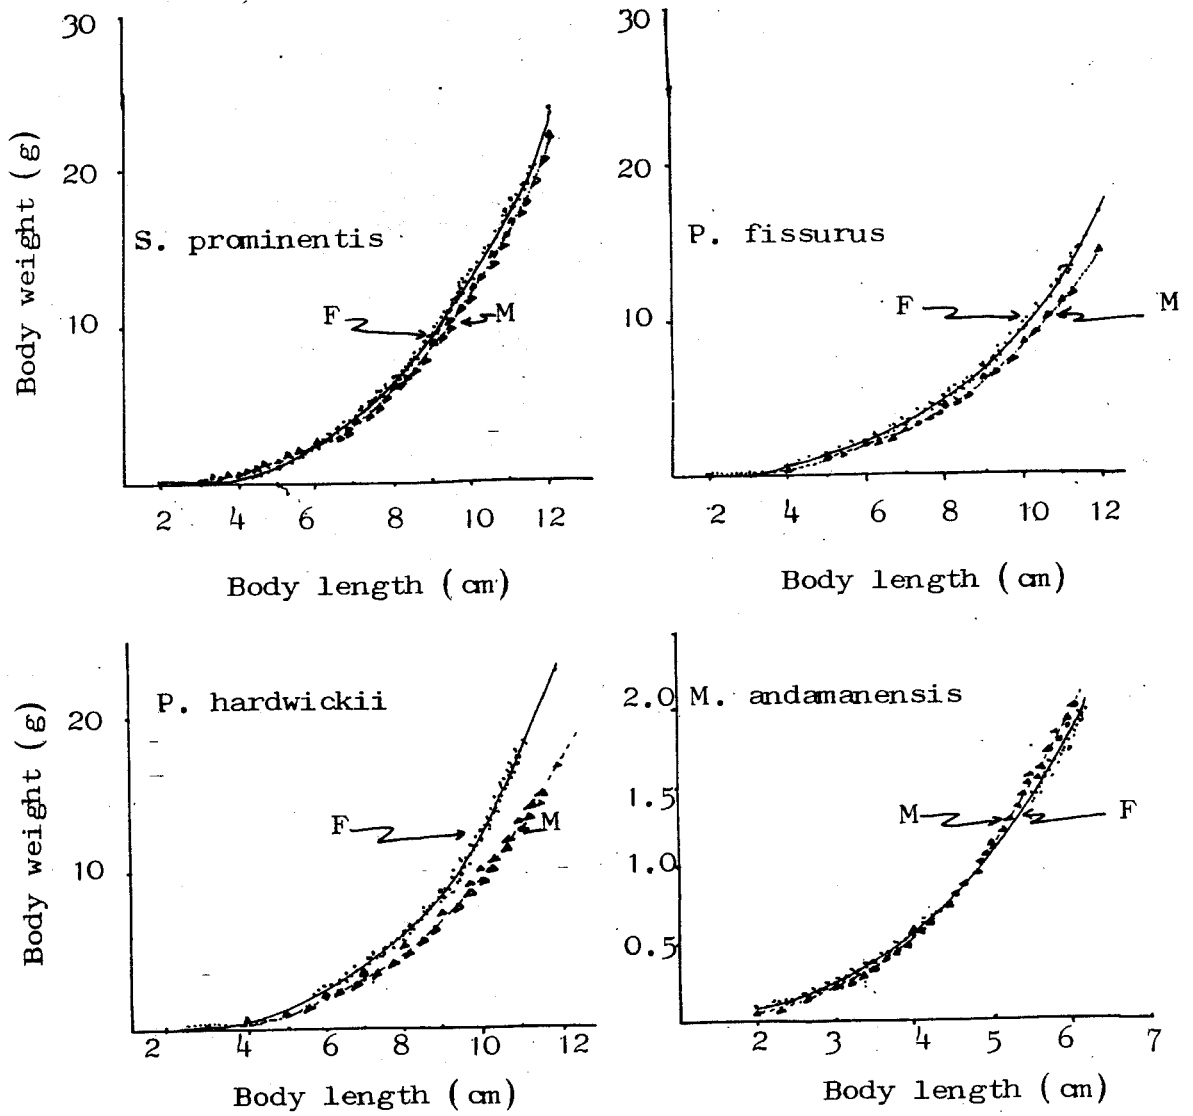 30
20
10
Body weight (g)
S. prominentis
F
M
2 4 6 8 10 12
Body length (cm)
30
20
10
P. fissurus
F
M
2 4 6 8 10 12
Body length (cm)
20
10
Body weight (g)
P. hardwickii
F
M
2 4 6 8 10 12
Body length (cm)
2.0
1.5
1.0
0.5
M. andamanensis
M
F
2 3 4 5 6 7
Body length (cm)